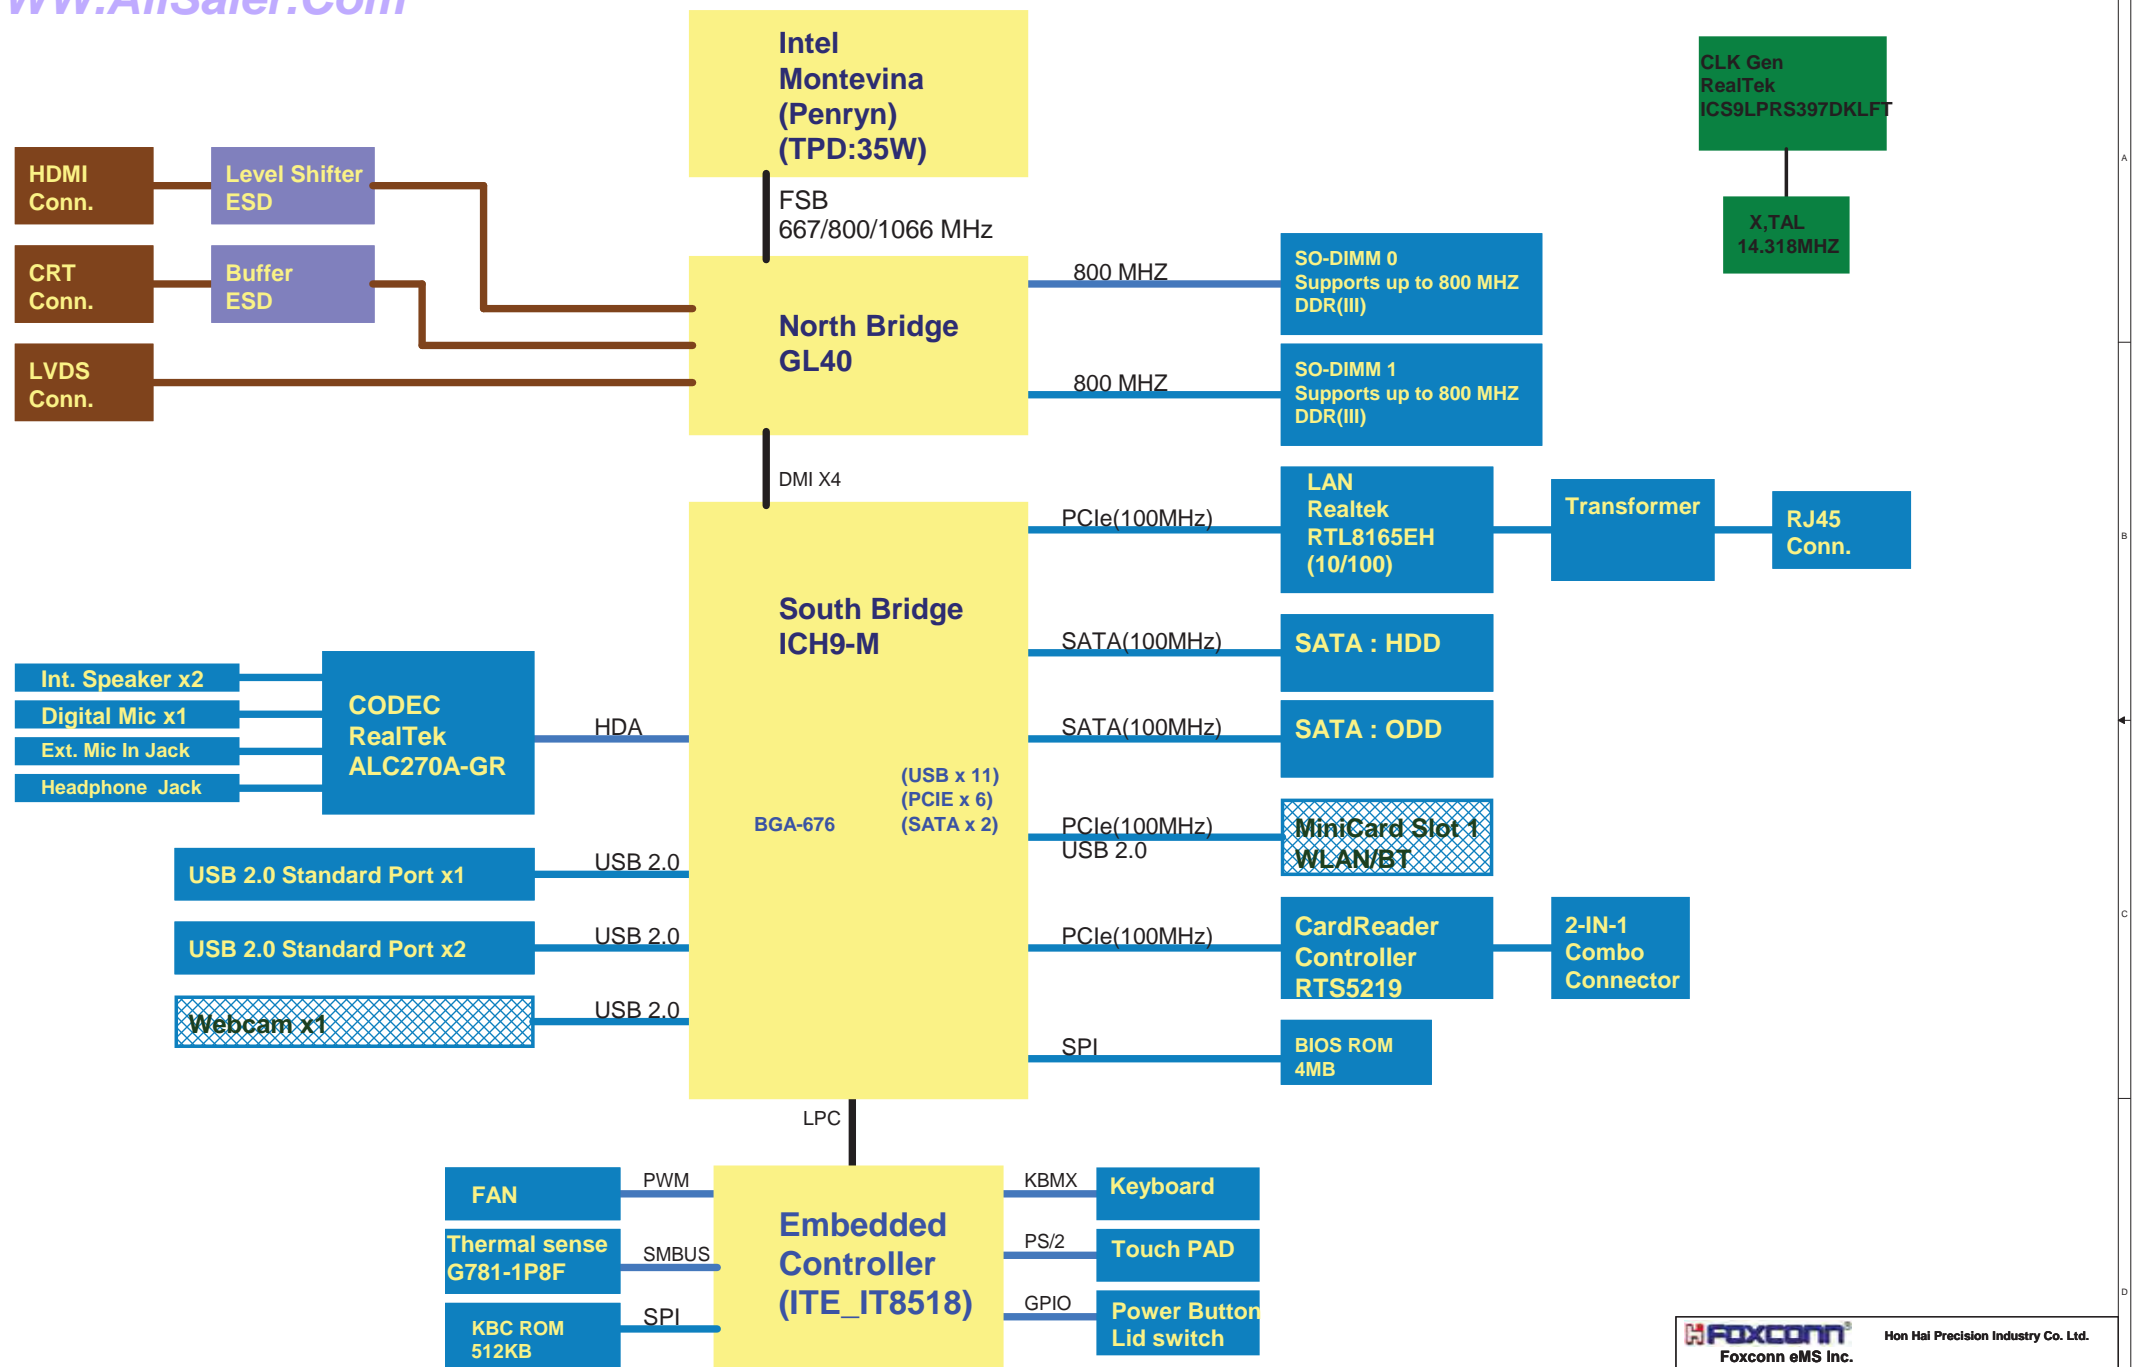 WW.AllSaler.Com
Intel
Montevina
(Penryn)
(TPD:35W)
CLK Gen
RealTek
ICS9LPRS397DKLFT
X,TAL
14.318MHZ
HDMI
Conn.
Level Shifter
ESD
FSB
667/800/1066 MHz
CRT
Conn.
Buffer
ESD
LVDS
Conn.
North Bridge
GL40
800 MHZ
SO-DIMM 0
Supports up to 800 MHZ
DDR(III)
800 MHZ
SO-DIMM 1
Supports up to 800 MHZ
DDR(III)
DMI X4
PCIe(100MHz)
LAN
Realtek
RTL8165EH
(10/100)
Transformer
RJ45
Conn.
South Bridge
ICH9-M
SATA(100MHz)
SATA : HDD
SATA(100MHz)
SATA : ODD
Int. Speaker x2
Digital Mic x1
Ext. Mic In Jack
Headphone Jack
CODEC
RealTek
ALC270A-GR
HDA
BGA-676
(USB x 11)
(PCIE x 6)
(SATA x 2)
PCIe(100MHz)
USB 2.0
MiniCard Slot 1
WLAN/BT
USB 2.0 Standard Port x1
USB 2.0
USB 2.0 Standard Port x2
USB 2.0
Webcam x1
USB 2.0
PCIe(100MHz)
CardReader
Controller
RTS5219
2-IN-1
Combo
Connector
SPI
BIOS ROM
4MB
LPC
FAN
PWM
Thermal sense
G781-1P8F
SMBUS
KBC ROM
512KB
SPI
Embedded
Controller
(ITE_IT8518)
KBMX
Keyboard
PS/2
Touch PAD
GPIO
Power Button
Lid switch
A
B
C
D
FOXCONN®
Hon Hai Precision Industry Co. Ltd.
Foxconn eMS Inc.